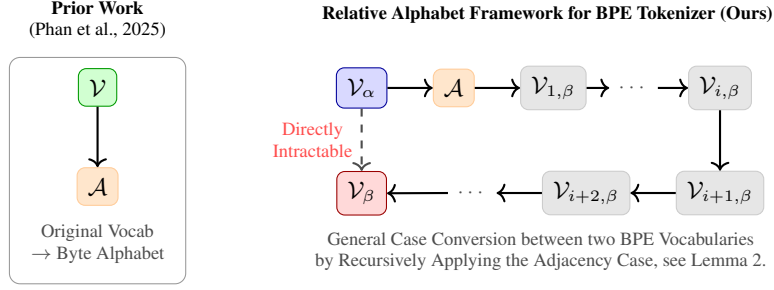 Prior Work
(Phan et al., 2025)
𝒱
𝒜
Original Vocab
→ Byte Alphabet
Relative Alphabet Framework for BPE Tokenizer (Ours)
𝒱α 𝒜 𝒱1,β ··· 𝒱i,β
Directly
Intractable
𝒱β ··· 𝒱i+2,β 𝒱i+1,β
General Case Conversion between two BPE Vocabularies
by Recursively Applying the Adjacency Case, see Lemma 2.